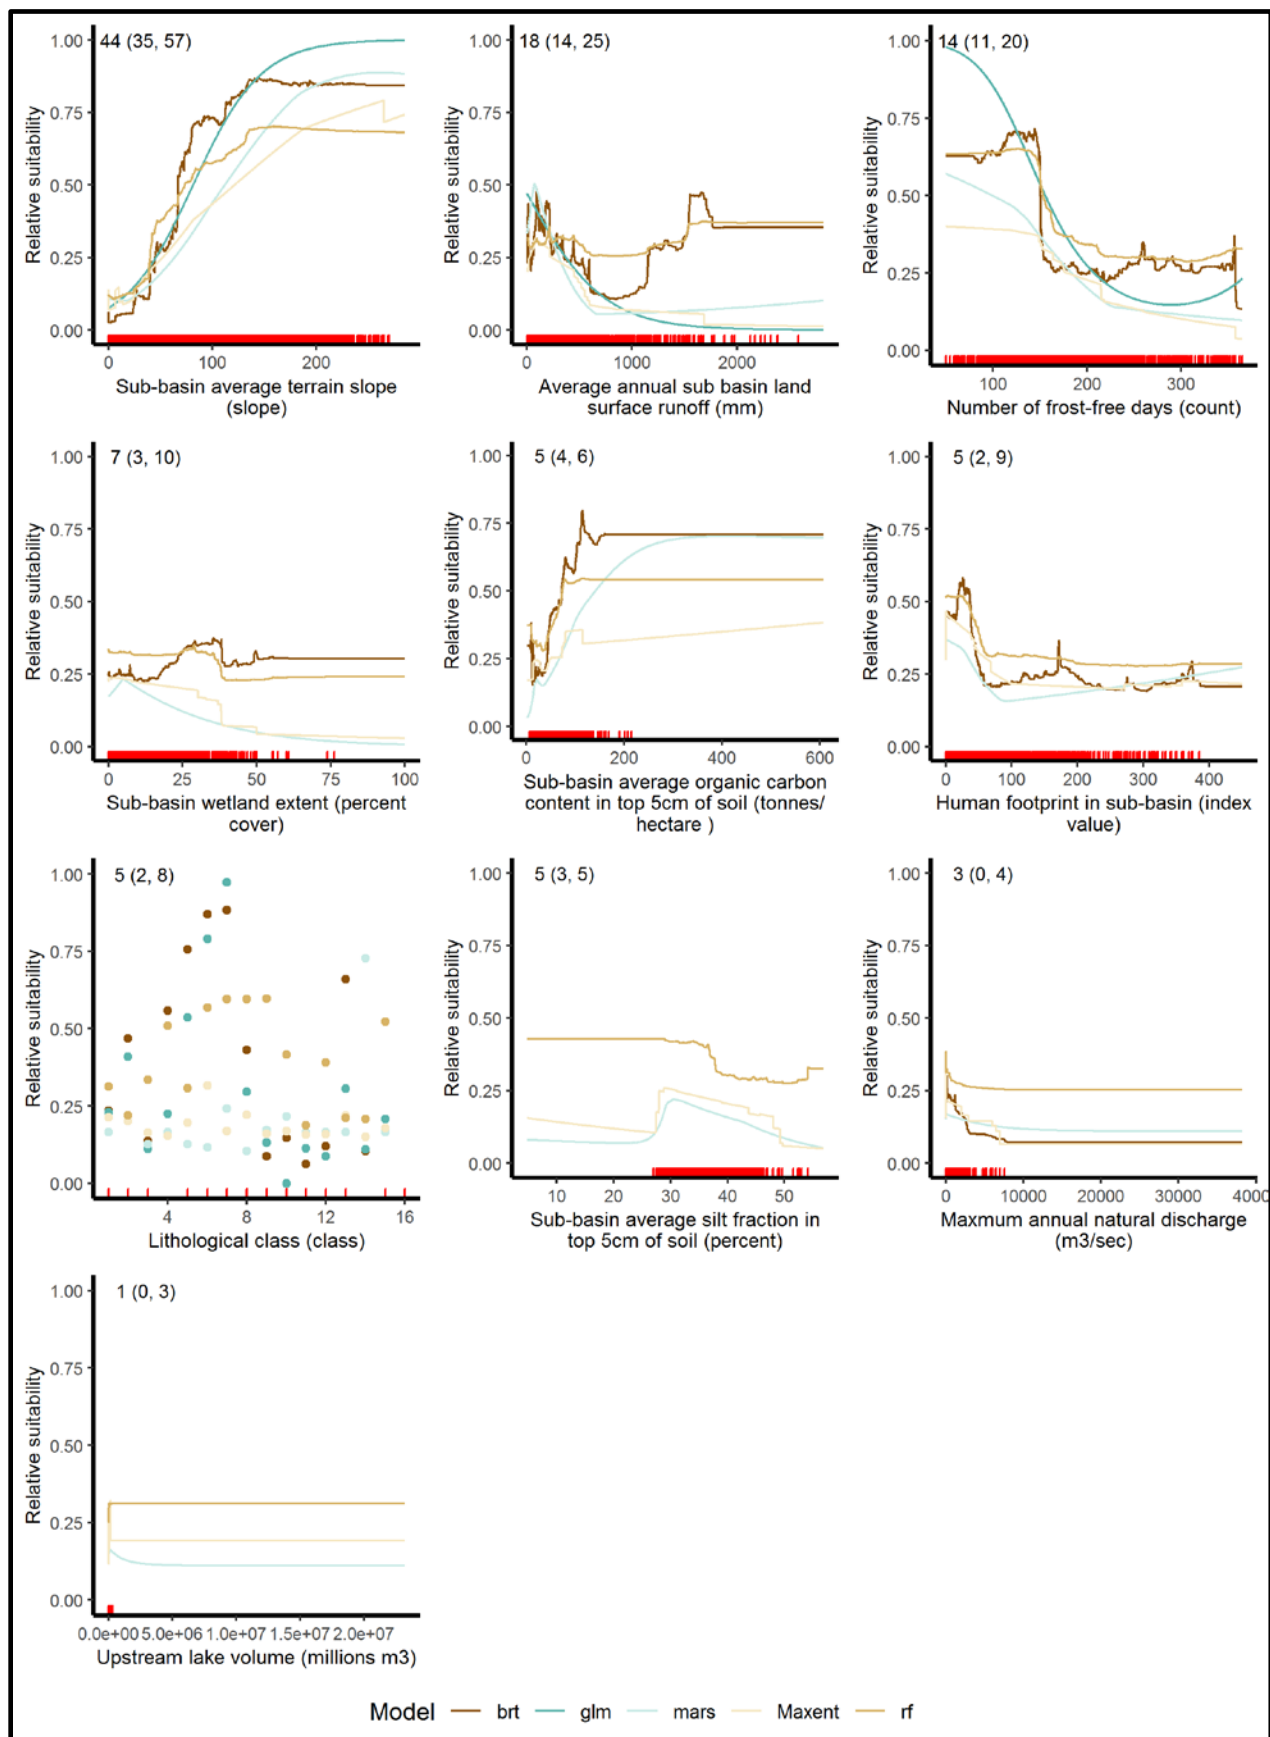 44 (35, 57)
1.00
0.75
0.50
0.25
0.00
Relative suitability
0 100 200
Sub-basin average terrain slope
(slope)
18 (14, 25)
1.00
0.75
0.50
0.25
0.00
Relative suitability
0 1000 2000
Average annual sub basin land
surface runoff (mm)
14 (11, 20)
1.00
0.75
0.50
0.25
0.00
Relative suitability
100 200 300
Number of frost-free days (count)
7 (3, 10)
1.00
0.75
0.50
0.25
0.00
Relative suitability
0 25 50 75 100
Sub-basin wetland extent (percent
cover)
5 (4, 6)
1.00
0.75
0.50
0.25
0.00
Relative suitability
0 200 400 600
Sub-basin average organic carbon
content in top 5cm of soil (tonnes/
hectare )
5 (2, 9)
1.00
0.75
0.50
0.25
0.00
Relative suitability
0 100 200 300 400
Human footprint in sub-basin (index
value)
5 (2, 8)
1.00
0.75
0.50
0.25
0.00
Relative suitability
4 8 12 16
Lithological class (class)
5 (3, 5)
1.00
0.75
0.50
0.25
0.00
Relative suitability
10 20 30 40 50
Sub-basin average silt fraction in
top 5cm of soil (percent)
3 (0, 4)
1.00
0.75
0.50
0.25
0.00
Relative suitability
0 10000 20000 30000 4000
Maxmum annual natural discharge
(m3/sec)
1 (0, 3)
1.00
0.75
0.50
0.25
0.00
Relative suitability
0.0e+00 5.0e+06 1.0e+07 1.5e+07 2.0e+07
Upstream lake volume (millions m3)
Model brt glm mars Maxent rf